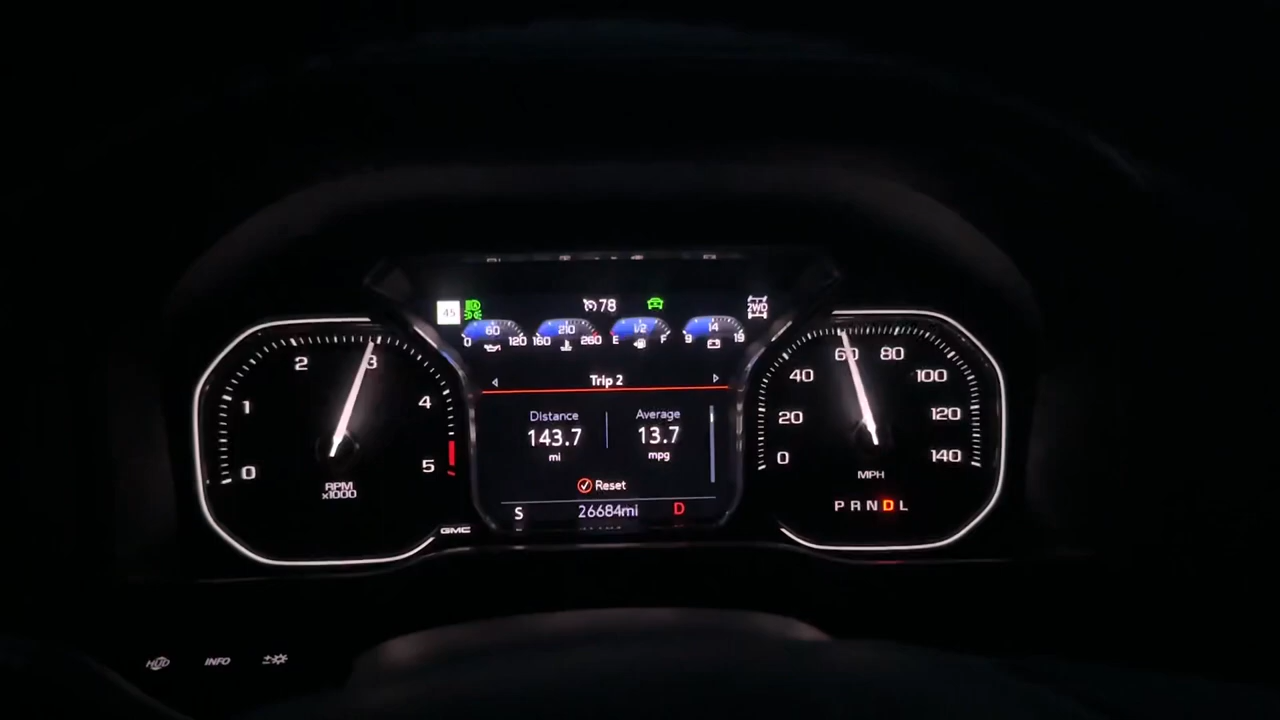 45
78
2WD
60
0 120
210
160 260
1/2
E F
14
9 19
Trip 2
Distance
143.7
mi
Average
13.7
mpg
Reset
S 26684mi D
0
1
2
3
4
5
RPM
x1000
GMC
0
20
40
60
80
100
120
140
MPH
PRNDL
HUD INFO